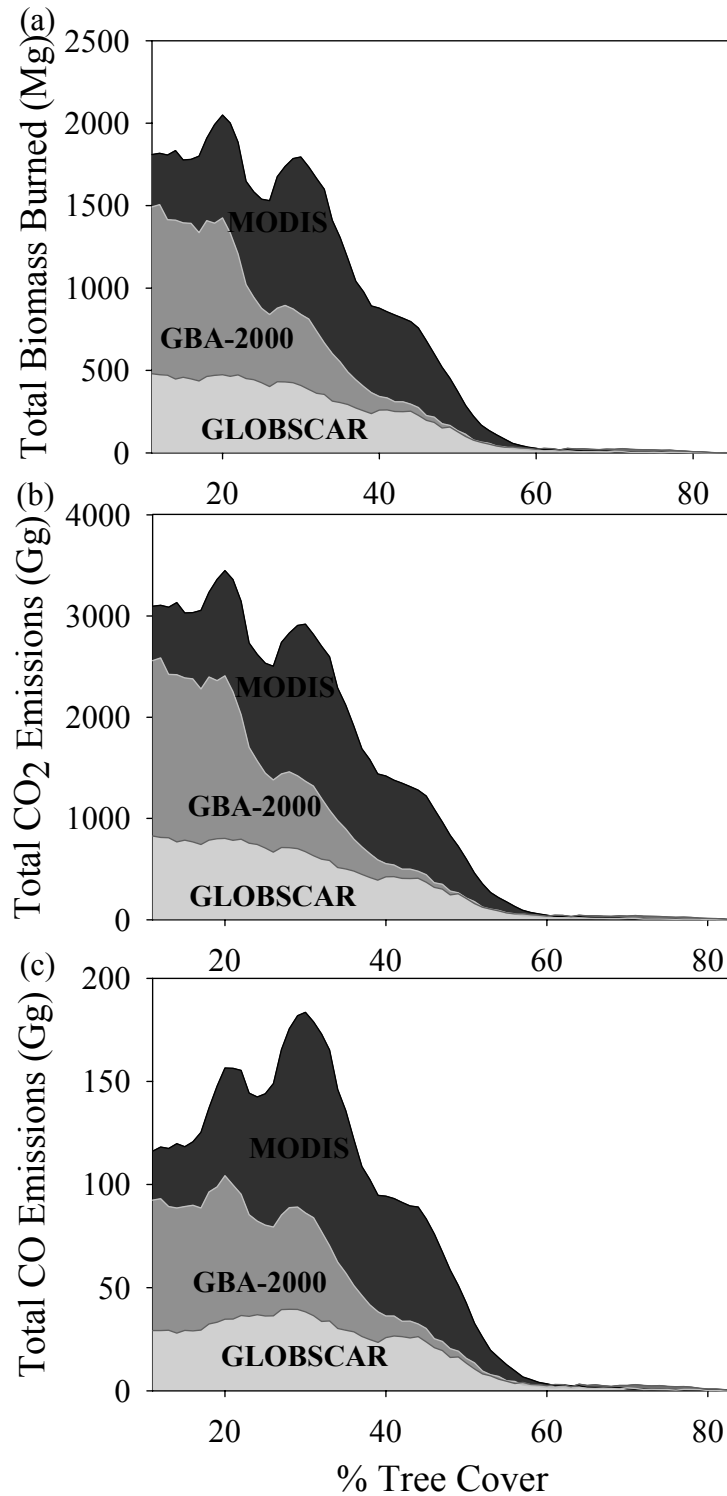 (a)
Total Biomass Burned (Mg)
2500
2000
1500
1000
500
0
MODIS
GBA-2000
GLOBSCAR
20 40 60 80
(b)
Total CO2 Emissions (Gg)
4000
3000
2000
1000
0
MODIS
GBA-2000
GLOBSCAR
20 40 60 80
(c)
Total CO Emissions (Gg)
200
150
100
50
0
MODIS
GBA-2000
GLOBSCAR
20 40 60 80
% Tree Cover